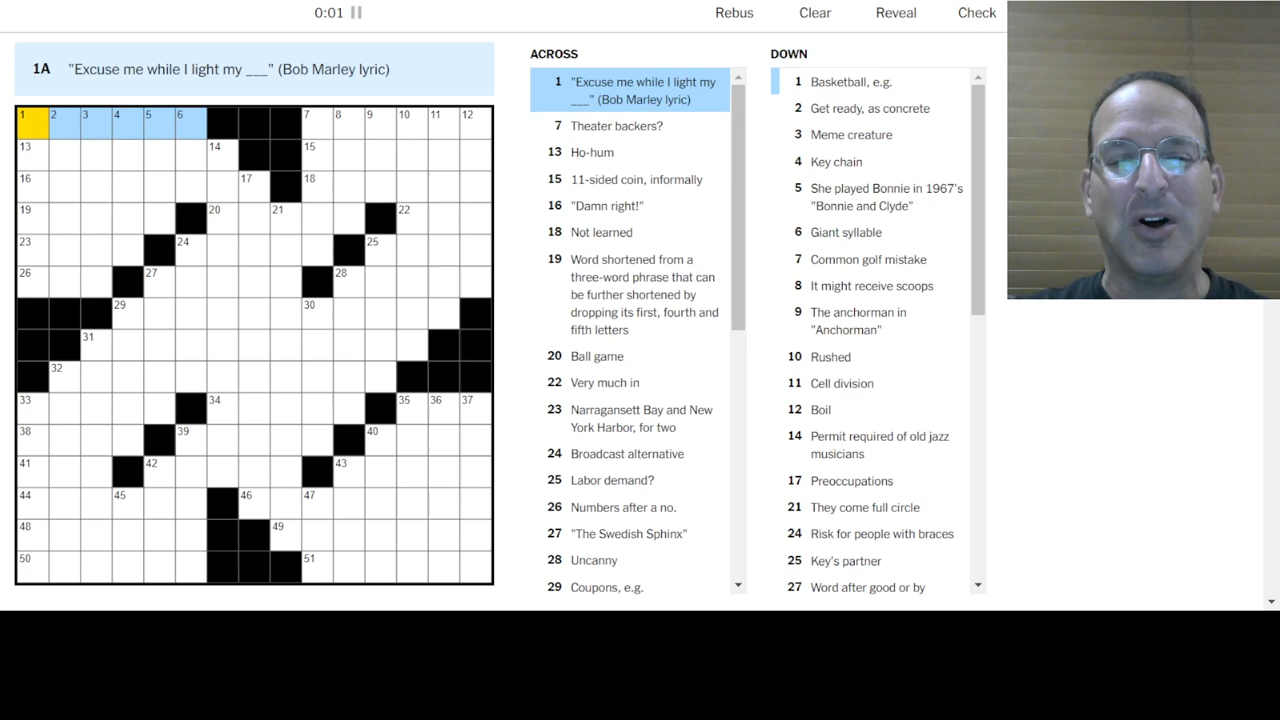 0:01
Rebus Clear Reveal Check
1A "Excuse me while I light my ___" (Bob Marley lyric)
1 2 3 4 5 6 7 8 9 10 11 12
13 14 15
16 17 18
19 20 21 22
23 24 25
26 27 28
29 30
31
32
33 34 35 36 37
38 39 40
41 42 43
44 45 46 47
48 49
50 51
ACROSS
1 "Excuse me while I light my
___" (Bob Marley lyric)
7 Theater backers?
13 Ho-hum
15 11-sided coin, informally
16 "Damn right!"
18 Not learned
19 Word shortened from a
three-word phrase that can
be further shortened by
dropping its first, fourth and
fifth letters
20 Ball game
22 Very much in
23 Narragansett Bay and New
York Harbor, for two
24 Broadcast alternative
25 Labor demand?
26 Numbers after a no.
27 "The Swedish Sphinx"
28 Uncanny
29 Coupons, e.g.
DOWN
1 Basketball, e.g.
2 Get ready, as concrete
3 Meme creature
4 Key chain
5 She played Bonnie in 1967's
"Bonnie and Clyde"
6 Giant syllable
7 Common golf mistake
8 It might receive scoops
9 The anchorman in
"Anchorman"
10 Rushed
11 Cell division
12 Boil
14 Permit required of old jazz
musicians
17 Preoccupations
21 They come full circle
24 Risk for people with braces
25 Key's partner
27 Word after good or by